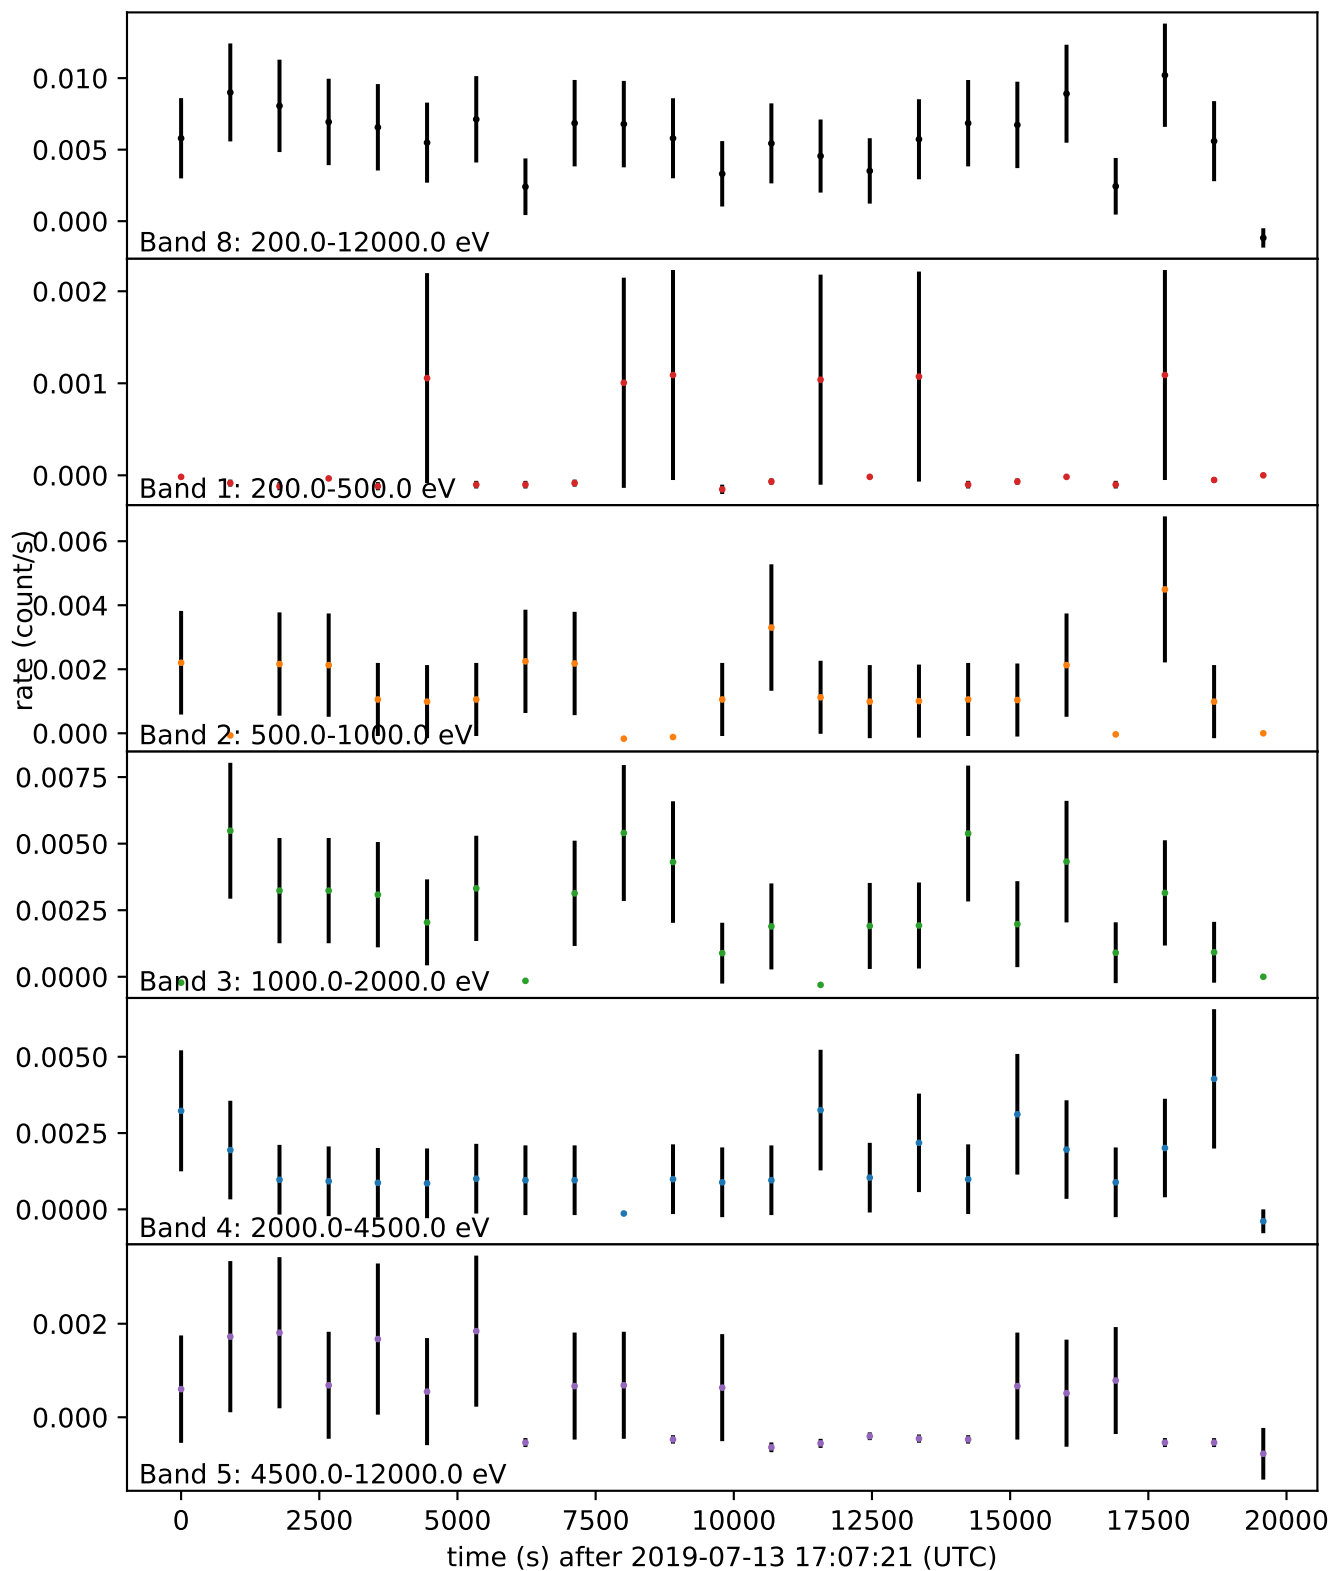 0.010
0.005
0.000
Band 8: 200.0-12000.0 eV
0.002
0.001
0.000
Band 1: 200.0-500.0 eV
rate (count/s)
0.006
0.004
0.002
0.000
Band 2: 500.0-1000.0 eV
0.0075
0.0050
0.0025
0.0000
Band 3: 1000.0-2000.0 eV
0.0050
0.0025
0.0000
Band 4: 2000.0-4500.0 eV
0.002
0.000
Band 5: 4500.0-12000.0 eV
0 2500 5000 7500 10000 12500 15000 17500 20000
time (s) after 2019-07-13 17:07:21 (UTC)